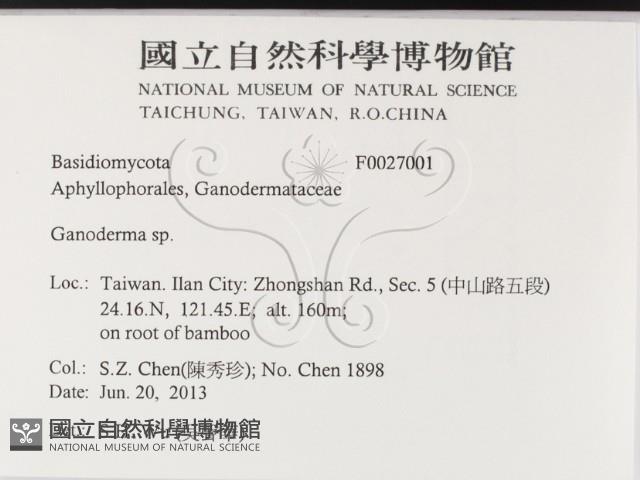 國立自然科學博物館
NATIONAL MUSEUM OF NATURAL SCIENCE
TAICHUNG, TAIWAN, R.O.CHINA
Basidiomycota F0027001
Aphyllophorales, Ganodermataceae
Ganoderma sp.
Loc.: Taiwan. Ilan City: Zhongshan Rd., Sec. 5 (中山路五段)
24.16.N, 121.45.E; alt. 160m;
on root of bamboo
Col.: S.Z. Chen(陳秀珍); No. Chen 1898
Date: Jun. 20, 2013
國立自然科學博物館
NATIONAL MUSEUM OF NATURAL SCIENCE